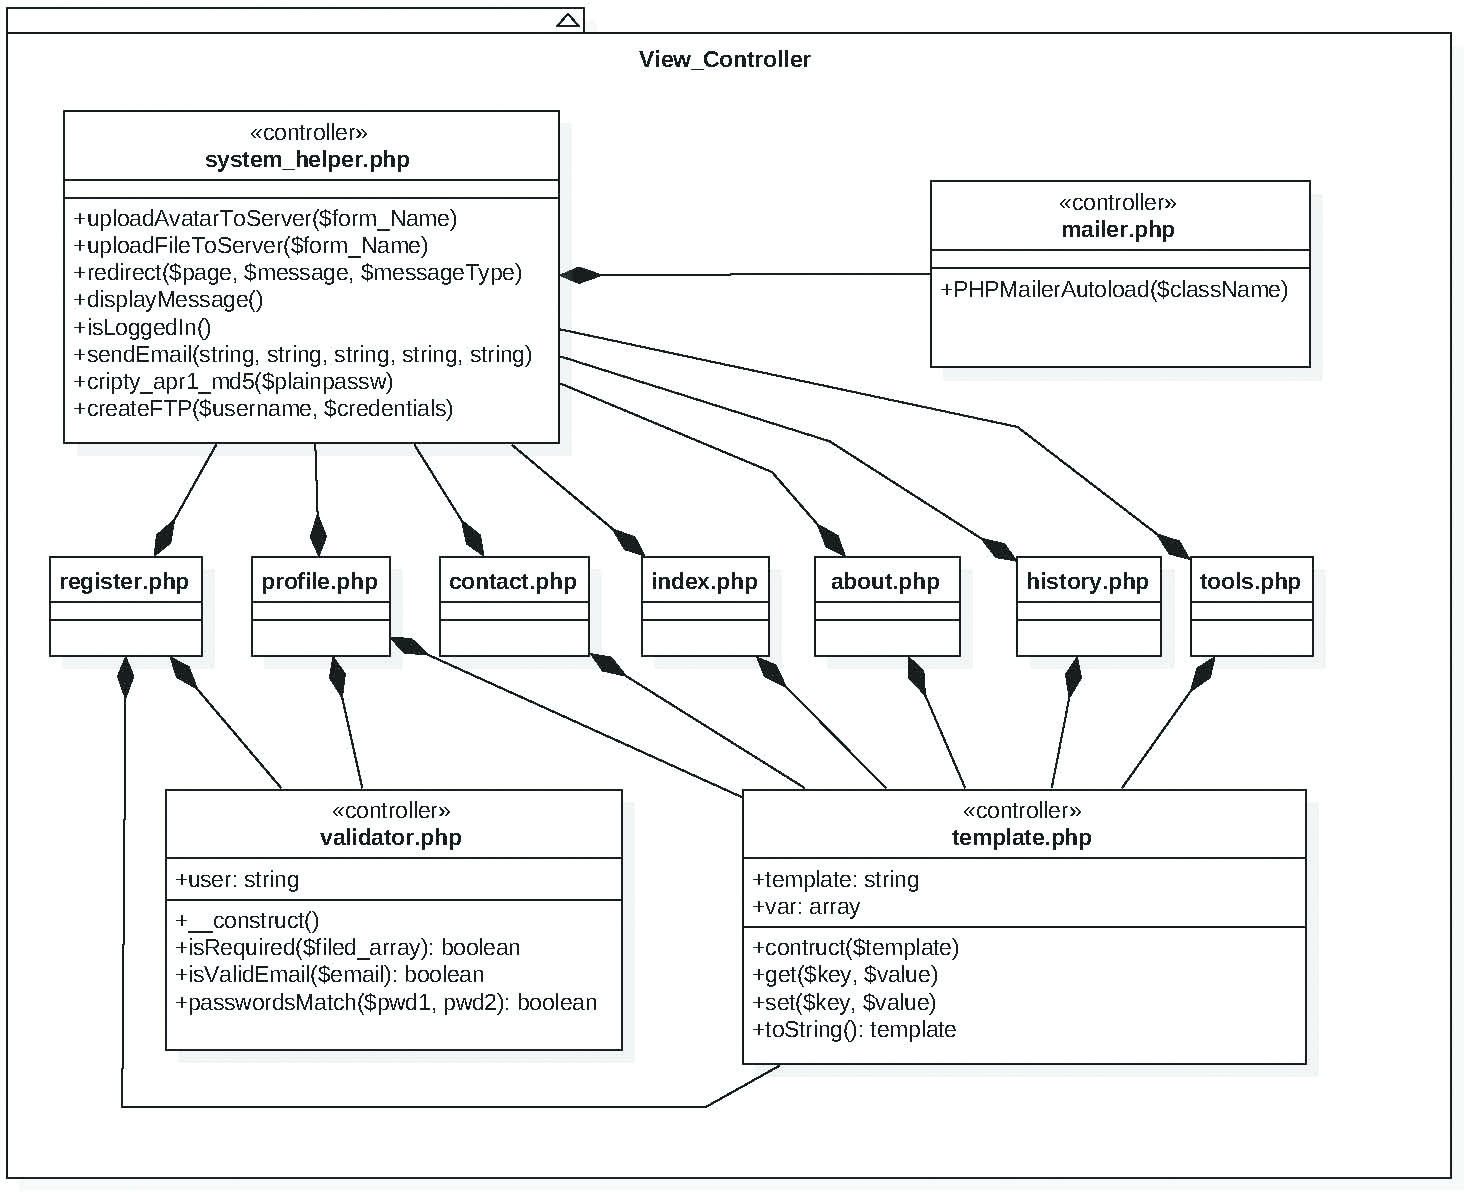 View_Controller
«controller»
system_helper.php
+uploadAvatarToServer($form_Name)
+uploadFileToServer($form_Name)
+redirect($page, $message, $messageType)
+displayMessage()
+isLoggedIn()
+sendEmail(string, string, string, string, string)
+cripty_apr1_md5($plainpassw)
+createFTP($username, $credentials)
«controller»
mailer.php
+PHPMailerAutoload($className)
register.php
profile.php
contact.php
index.php
about.php
history.php
tools.php
«controller»
validator.php
+user: string
+__construct()
+isRequired($filed_array): boolean
+isValidEmail($email): boolean
+passwordsMatch($pwd1, pwd2): boolean
«controller»
template.php
+template: string
+var: array
+contruct($template)
+get($key, $value)
+set($key, $value)
+toString(): template